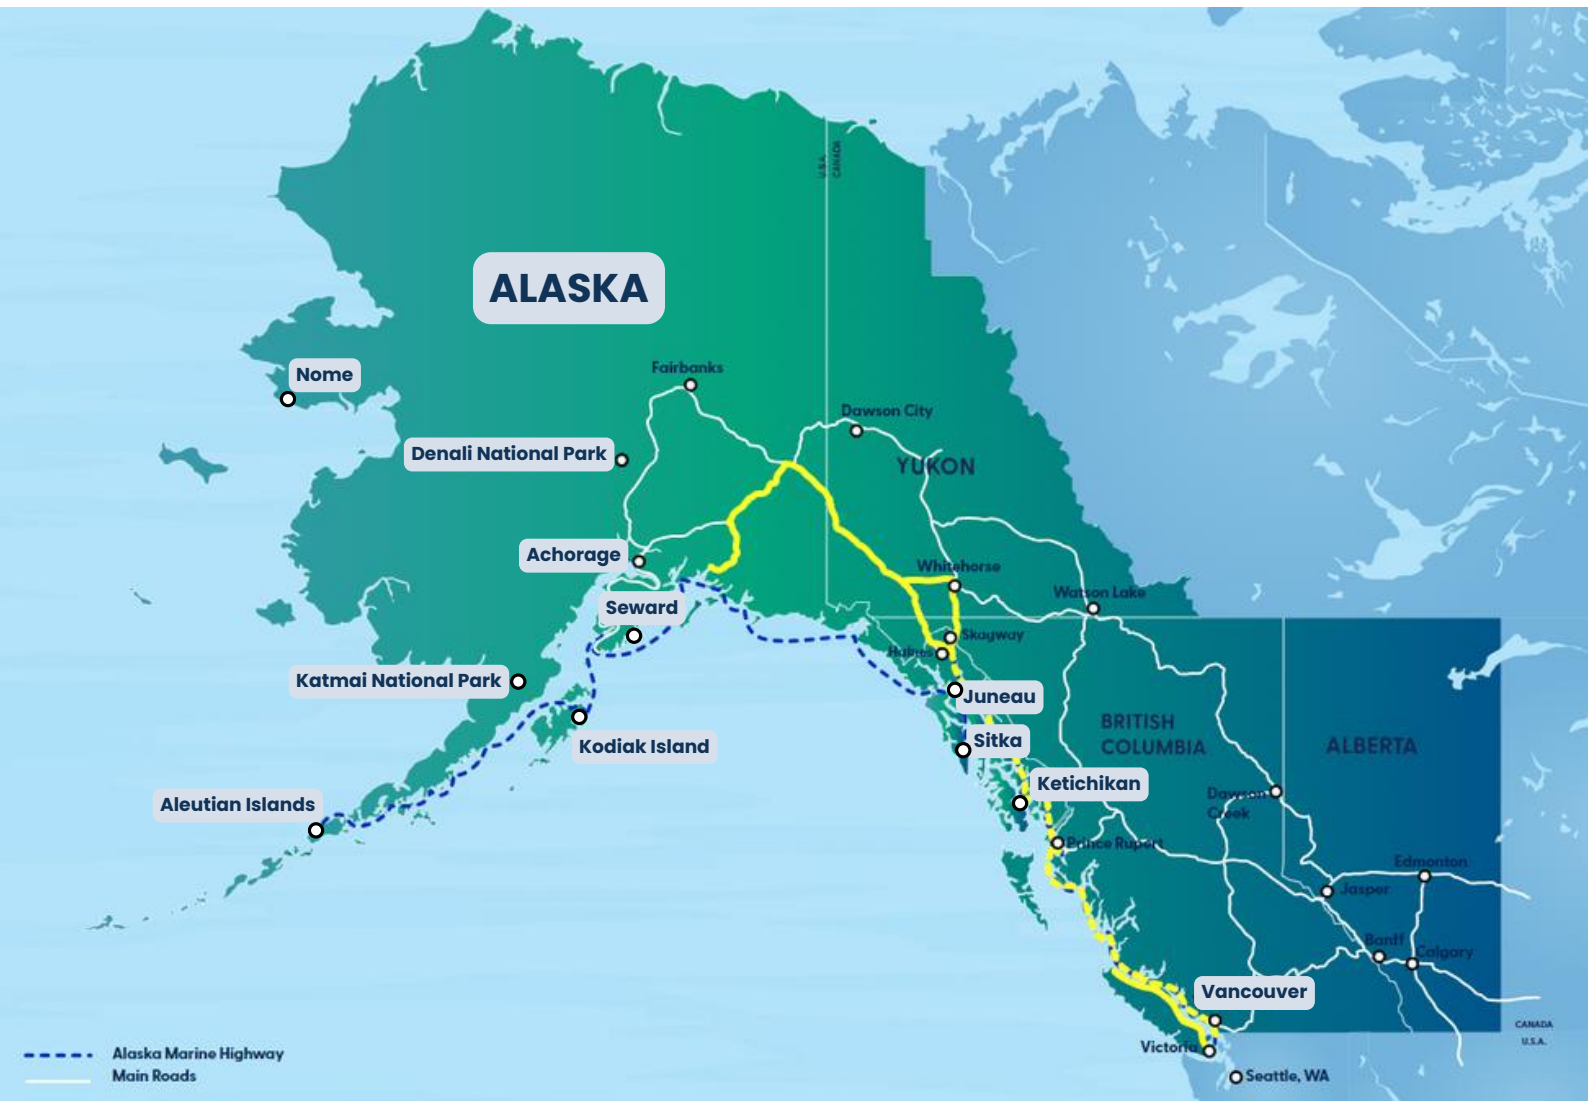 U.S.A.
CANADA
ALASKA
Nome
Fairbanks
Dawson City
Denali National Park
YUKON
Achorage
Whitehorse
Watson Lake
Seward
Skagway
Haines
Katmai National Park
Juneau
Kodiak Island
Sitka
BRITISH
COLUMBIA
ALBERTA
Ketichikan
Aleutian Islands
Dawson
Creek
Prince Rupert
Edmonton
Jasper
Banff
Calgary
Vancouver
CANADA
U.S.A.
Victoria
Seattle, WA
Alaska Marine Highway
Main Roads